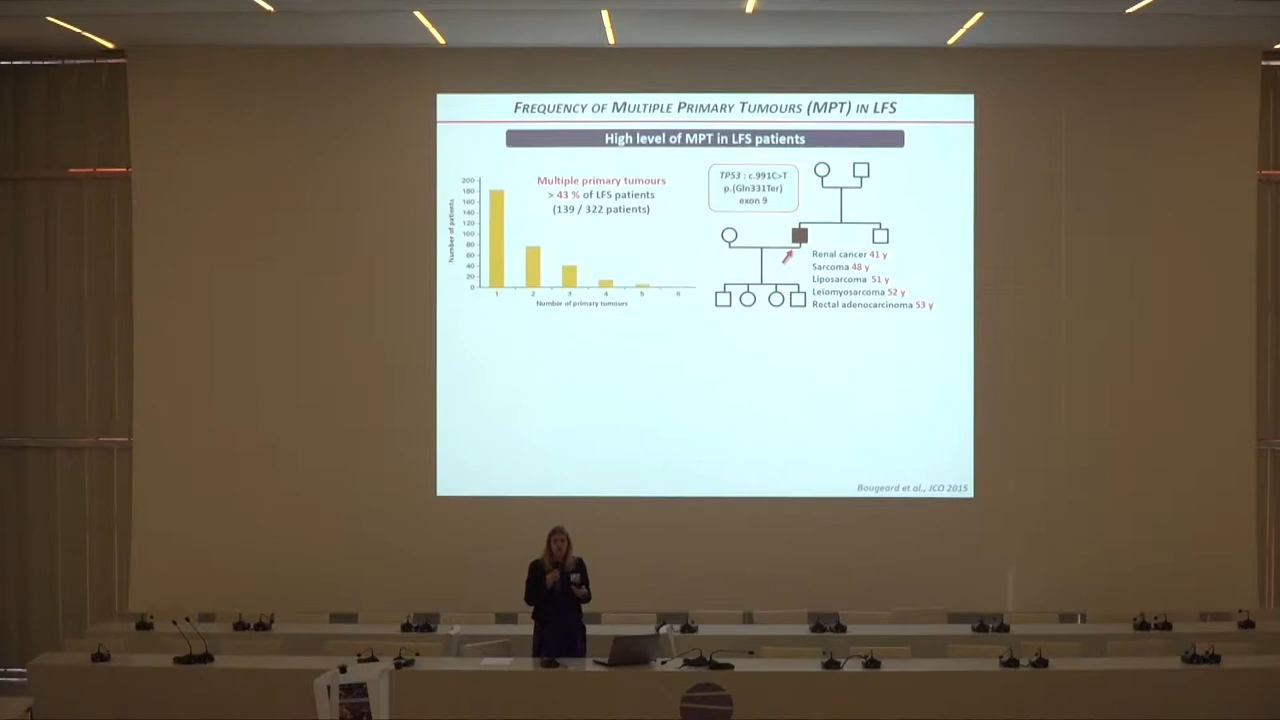 FREQUENCY OF MULTIPLE PRIMARY TUMOURS (MPT) IN LFS
High level of MPT in LFS patients
Multiple primary tumours
> 43 % of LFS patients
(139 / 322 patients)
Number of patients
200
180
160
140
120
100
80
60
40
20
0
1 2 3 4 5 6
Number of primary tumours
TP53 : c.991C>T
p.(Gln331Ter)
exon 9
Renal cancer 41 y
Sarcoma 48 y
Liposarcoma 51 y
Leiomyosarcoma 52 y
Rectal adenocarcinoma 53 y
Bougeard et al., JCO 2015